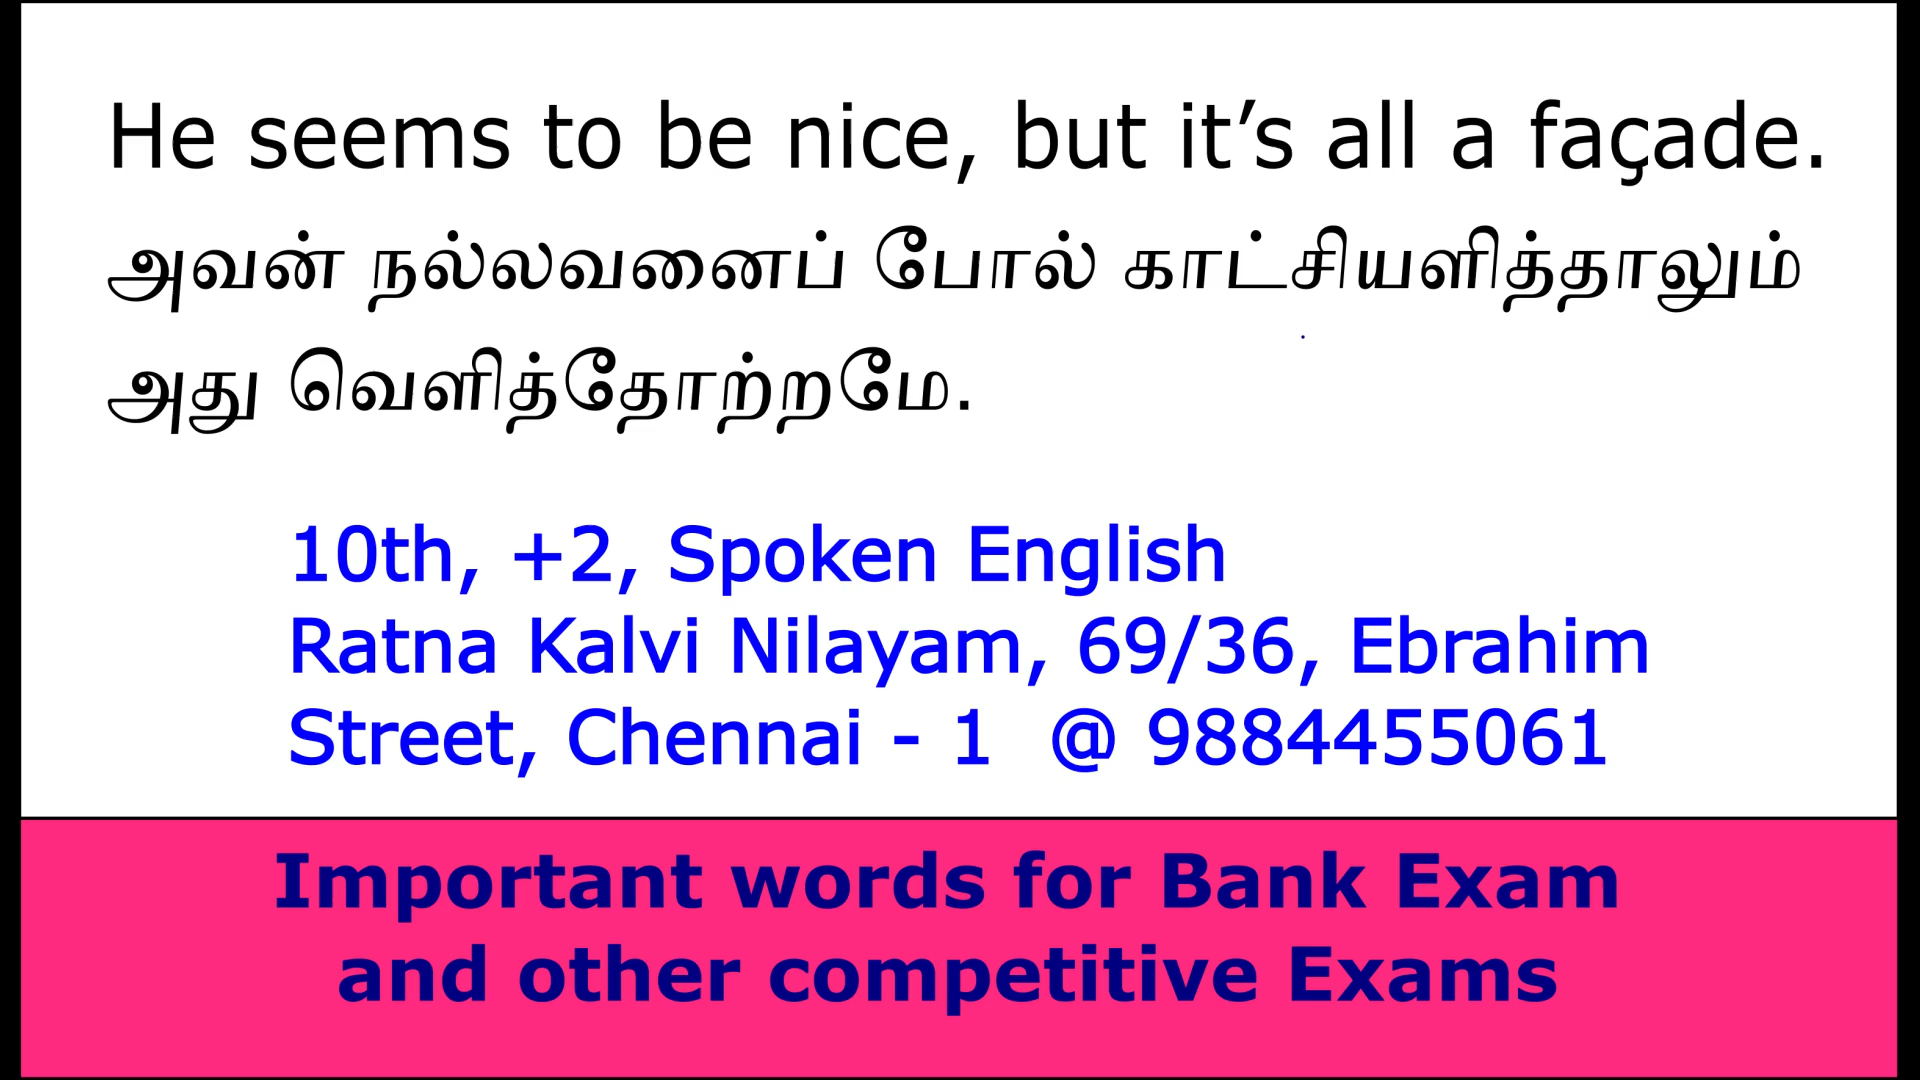 He seems to be nice, but it’s all a façade.
அவன் நல்லவனைப் போல் காட்சியளித்தாலும்
அது வெளித்தோற்றமே.
10th, +2, Spoken English
Ratna Kalvi Nilayam, 69/36, Ebrahim
Street, Chennai - 1 @ 9884455061
Important words for Bank Exam
and other competitive Exams